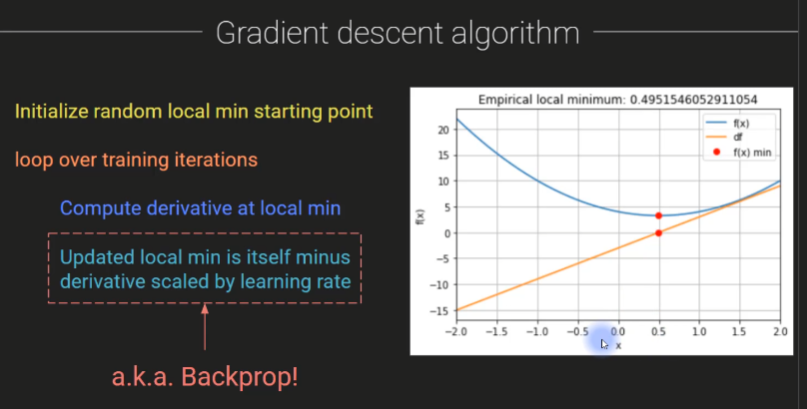 Gradient descent algorithm
Initialize random local min starting point
loop over training iterations
Compute derivative at local min
Updated local min is itself minus
derivative scaled by learning rate
a.k.a. Backprop!
Empirical local minimum: 0.4951546052911054
f(x)
df
f(x) min
20
15
10
5
0
−5
−10
−15
f(x)
−2.0 −1.5 −1.0 −0.5 0.0 0.5 1.0 1.5 2.0
x